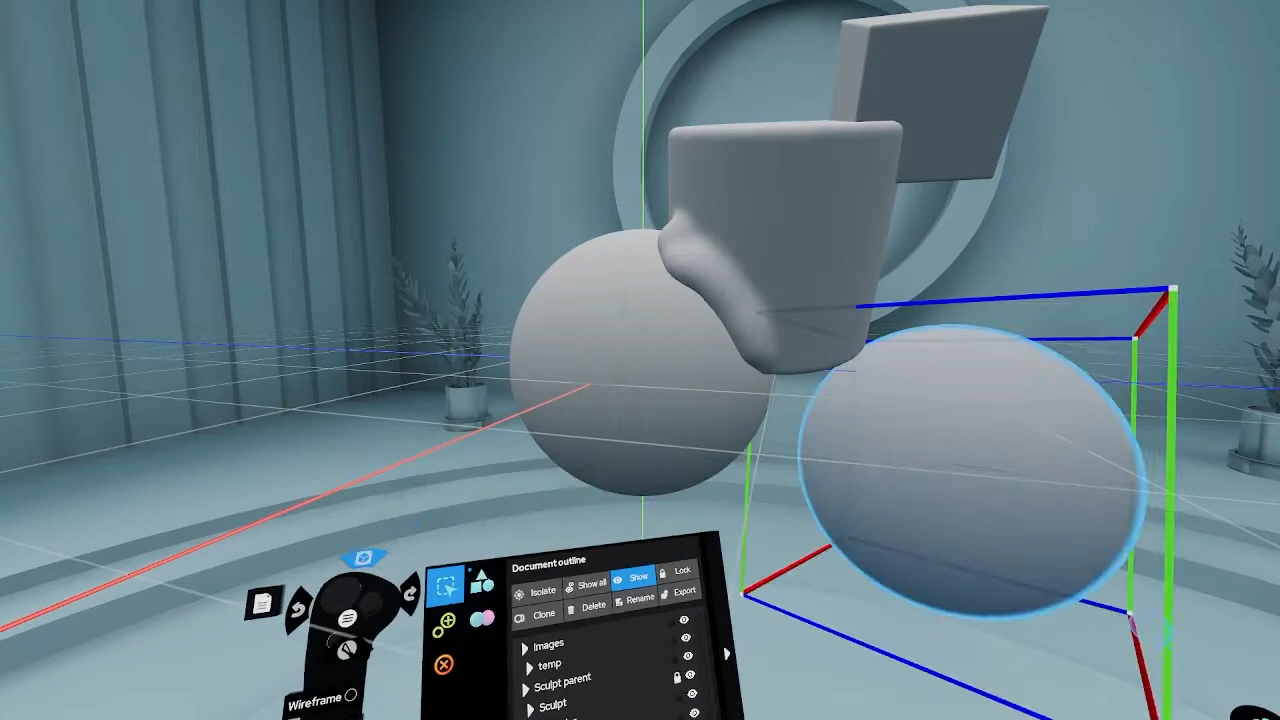 Document outline
Isolate Show all Show Lock
Clone Delete Rename Export
Images
temp
Sculpt parent
Sculpt
Wireframe